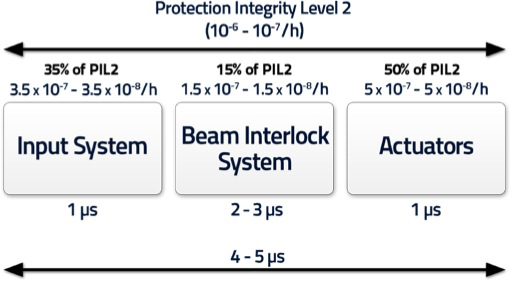 Protection Integrity Level 2
(10⁻⁶ - 10⁻⁷/h)
35% of PIL2
15% of PIL2
50% of PIL2
3.5 x 10⁻⁷ - 3.5 x 10⁻⁸/h
1.5 x 10⁻⁷ - 1.5 x 10⁻⁸/h
5 x 10⁻⁷ - 5 x 10⁻⁸/h
Input System
Beam Interlock
System
Actuators
1 µs
2 - 3 µs
1 µs
4 - 5 µs